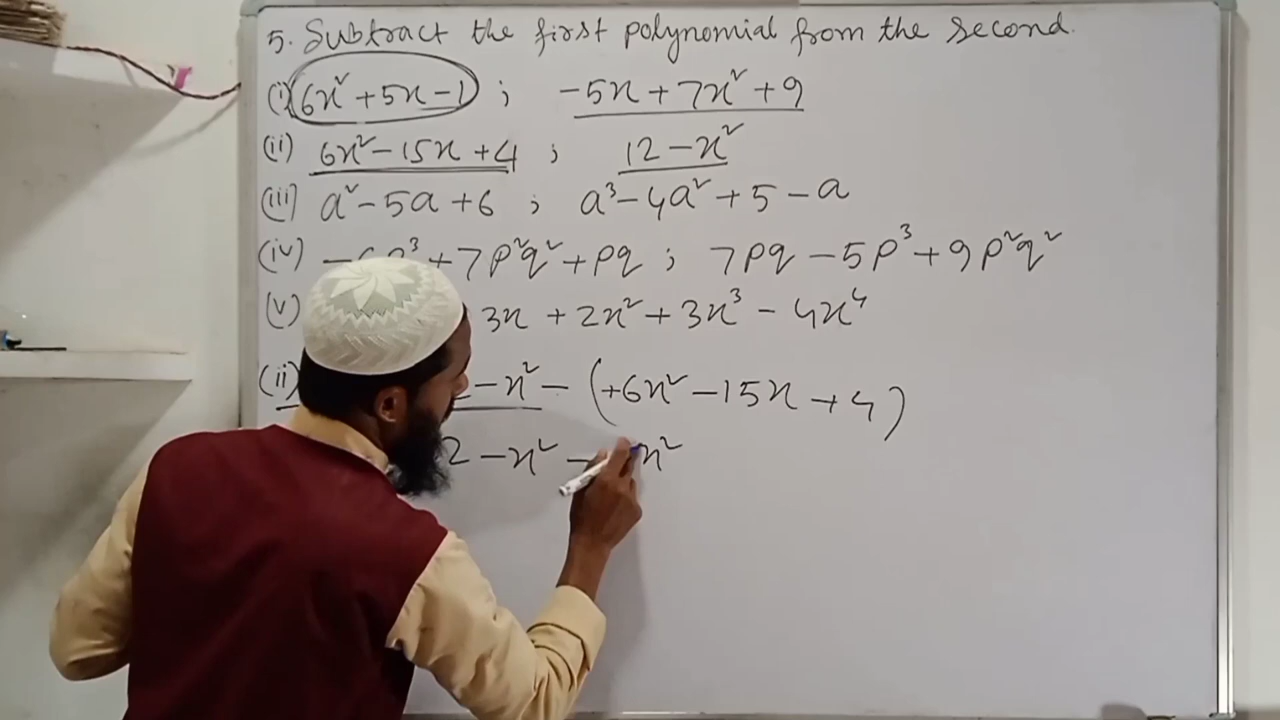 5. Subtract the first polynomial from the second.
(i) 6x² + 5x - 1 ; -5x + 7x² + 9
(ii) 6x² - 15x + 4 ; 12 - x²
(iii) a² - 5a + 6 ; a³ - 4a² + 5 - a
(iv) - 6p³ + 7p²q² + pq ; 7pq - 5p³ + 9p²q²
(v) 3x + 2x² + 3x³ - 4x⁴
(ii) - x² - (+6x² - 15x + 4)
2 - x² - x²